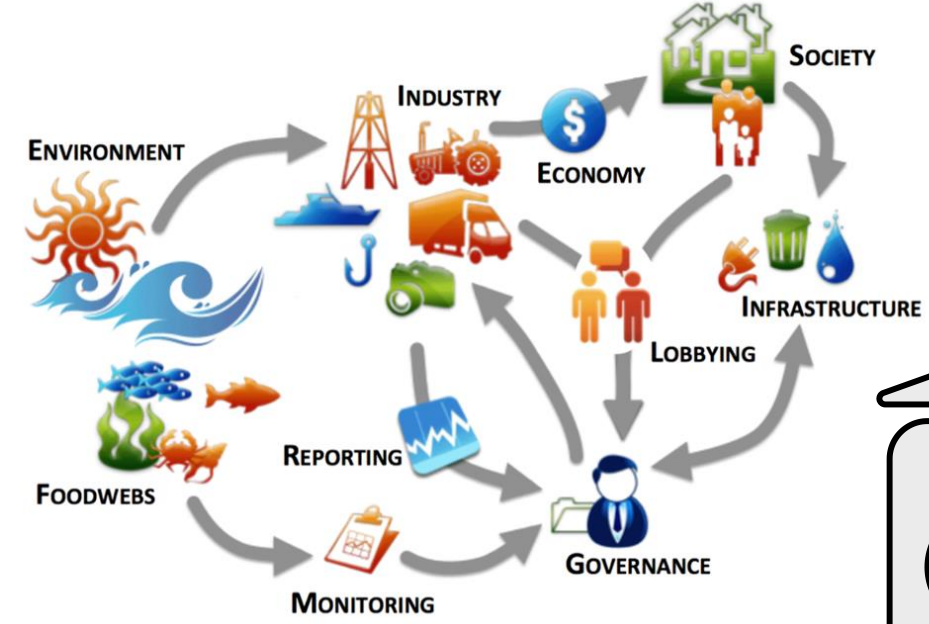 SOCIETY
INDUSTRY
$
ENVIRONMENT
ECONOMY
INFRASTRUCTURE
LOBBYING
REPORTING
FOODWEBS
GOVERNANCE
MONITORING